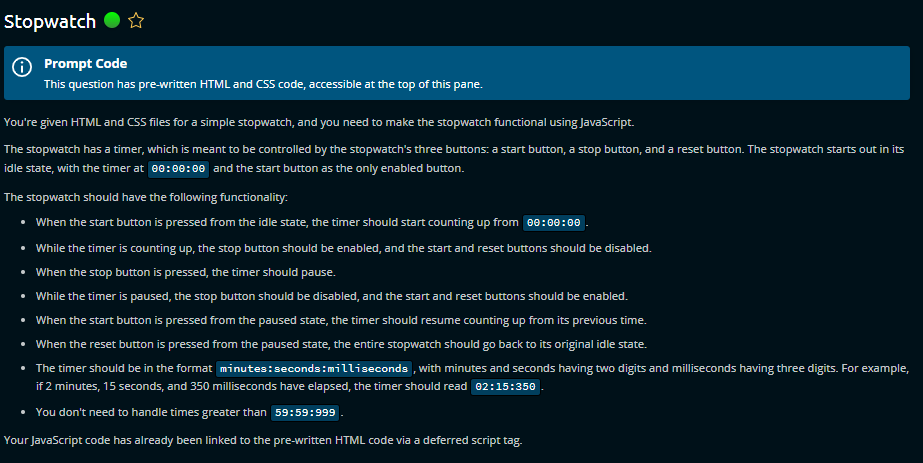 Stopwatch
Prompt Code
This question has pre-written HTML and CSS code, accessible at the top of this pane.
You're given HTML and CSS files for a simple stopwatch, and you need to make the stopwatch functional using JavaScript.
The stopwatch has a timer, which is meant to be controlled by the stopwatch's three buttons: a start button, a stop button, and a reset button. The stopwatch starts out in its
idle state, with the timer at 00:00:00 and the start button as the only enabled button.
The stopwatch should have the following functionality:
• When the start button is pressed from the idle state, the timer should start counting up from 00:00:00.
• While the timer is counting up, the stop button should be enabled, and the start and reset buttons should be disabled.
• When the stop button is pressed, the timer should pause.
• While the timer is paused, the stop button should be disabled, and the start and reset buttons should be enabled.
• When the start button is pressed from the paused state, the timer should resume counting up from its previous time.
• When the reset button is pressed from the paused state, the entire stopwatch should go back to its original idle state.
• The timer should be in the format minutes:seconds:milliseconds, with minutes and seconds having two digits and milliseconds having three digits. For example,
if 2 minutes, 15 seconds, and 350 milliseconds have elapsed, the timer should read 02:15:350.
• You don't need to handle times greater than 59:59:999.
Your JavaScript code has already been linked to the pre-written HTML code via a deferred script tag.